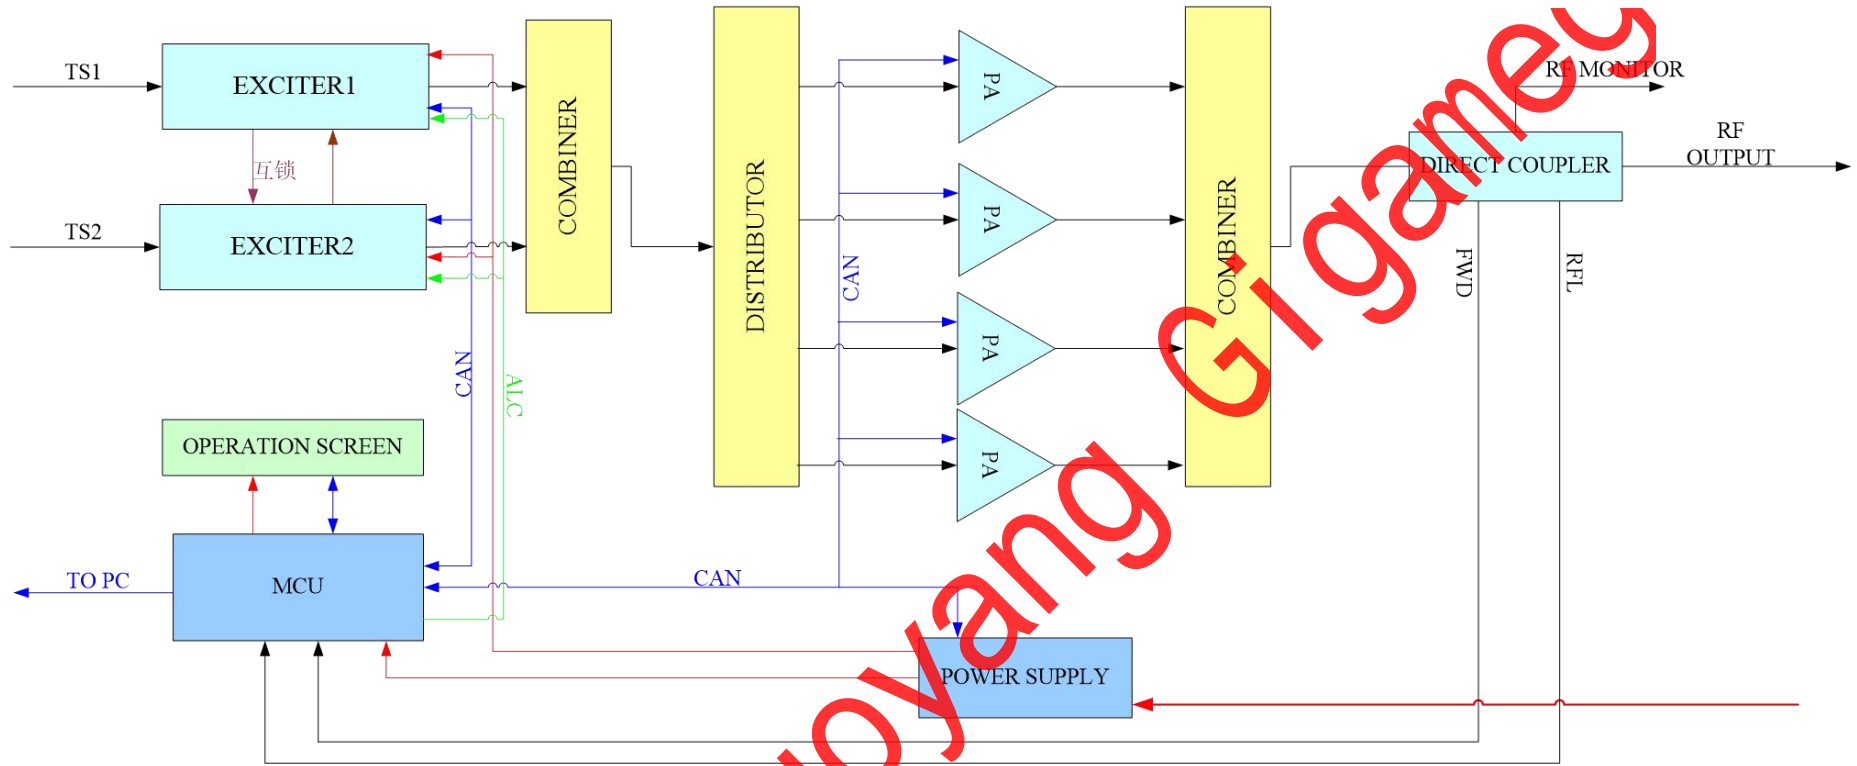 TS1
EXCITER1
互锁
TS2
EXCITER2
COMBINER
DISTRIBUTOR
PA
PA
PA
PA
CAN
COMBINER
RF MONITOR
DIRECT COUPLER
RF
OUTPUT
FWD
RFL
CAN
ALC
OPERATION SCREEN
MCU
TO PC
CAN
POWER SUPPLY
oyang Gigameg